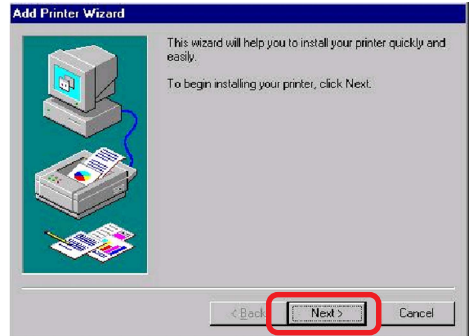 Add Printer Wizard
This wizard will help you to install your printer quickly and
easily.
To begin installing your printer, click Next.
< Back
Next >
Cancel